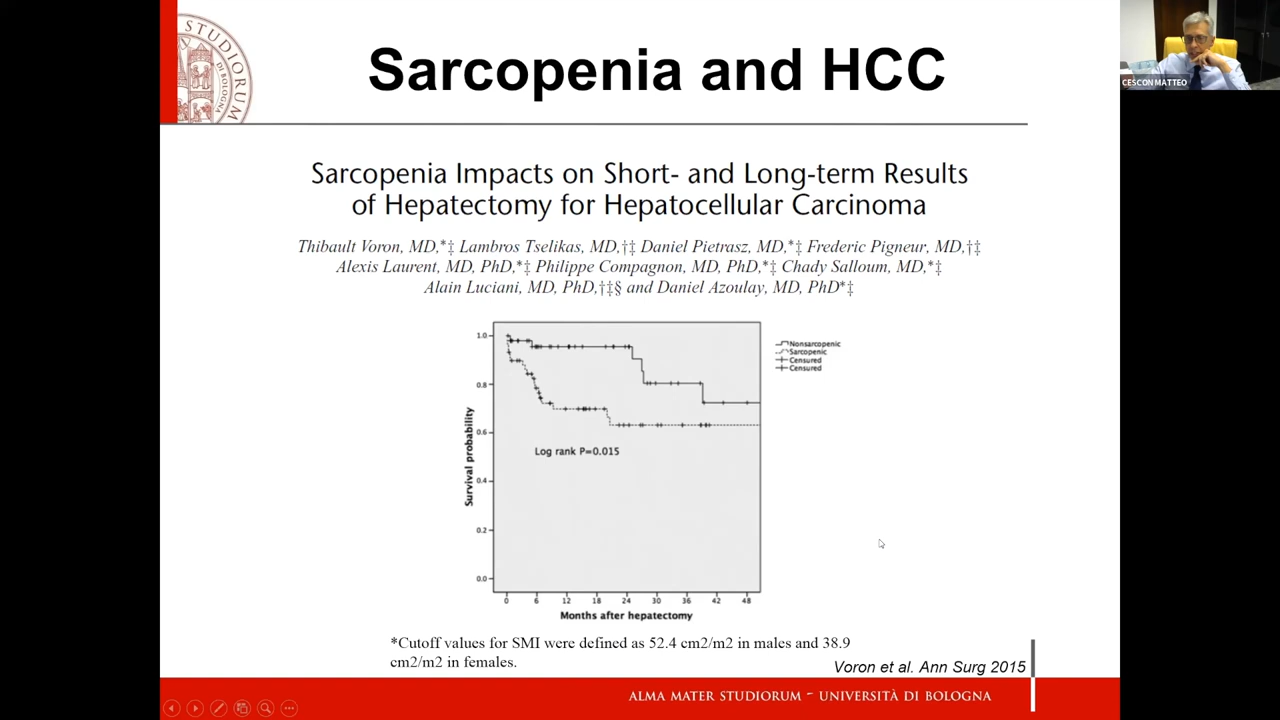 STUDIORUM
DI BOLOGNA
Sarcopenia and HCC
CESCON MATTEO
Sarcopenia Impacts on Short- and Long-term Results
of Hepatectomy for Hepatocellular Carcinoma
Thibault Voron, MD,*‡ Lambros Tselikas, MD,†‡ Daniel Pietrasz, MD,*‡ Frederic Pigneur, MD,†‡
Alexis Laurent, MD, PhD,*‡ Philippe Compagnon, MD, PhD,*‡ Chady Salloum, MD,*‡
Alain Luciani, MD, PhD,†‡§ and Daniel Azoulay, MD, PhD*‡
1.0
0.8
0.6
0.4
0.2
0.0
Survival probability
Log rank P=0.015
Nonsarcopenic
Sarcopenic
Censured
Censured
0 6 12 18 24 30 36 42 48
Months after hepatectomy
*Cutoff values for SMI were defined as 52.4 cm2/m2 in males and 38.9
cm2/m2 in females.
Voron et al. Ann Surg 2015
ALMA MATER STUDIORUM – UNIVERSITÀ DI BOLOGNA